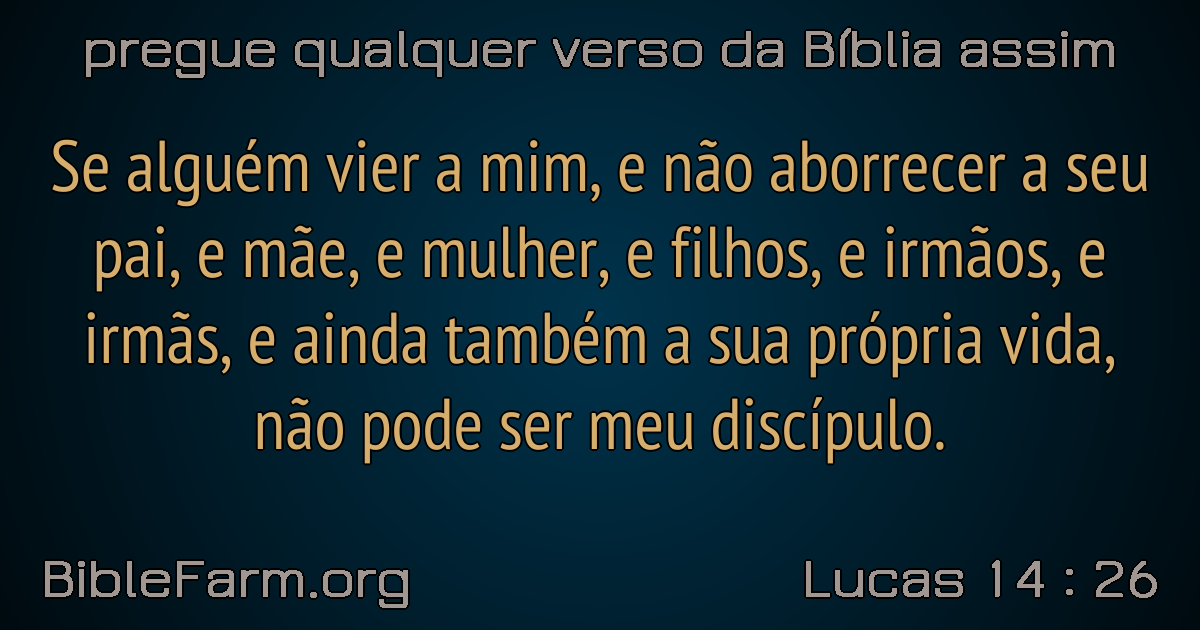 pregue qualquer verso da Bíblia assim
Se alguém vier a mim, e não aborrecer a seu
pai, e mãe, e mulher, e filhos, e irmãos, e
irmãs, e ainda também a sua própria vida,
não pode ser meu discípulo.
BibleFarm.org
Lucas 14 : 26